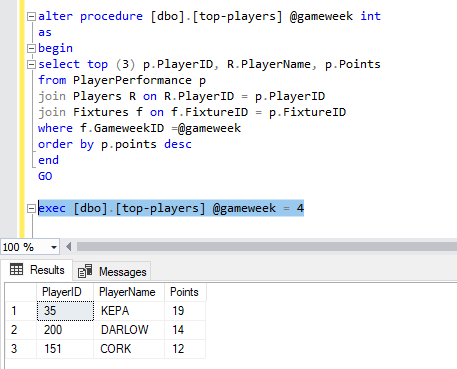 alter procedure [dbo].[top-players] @gameweek int
as
begin
select top (3) p.PlayerID, R.PlayerName, p.Points
from PlayerPerformance p
join Players R on R.PlayerID = p.PlayerID
join Fixtures f on f.FixtureID = p.FixtureID
where f.GameweekID =@gameweek
order by p.points desc
end
GO
exec [dbo].[top-players] @gameweek = 4
100 %
Results Messages
PlayerID PlayerName Points
1 35 KEPA 19
2 200 DARLOW 14
3 151 CORK 12